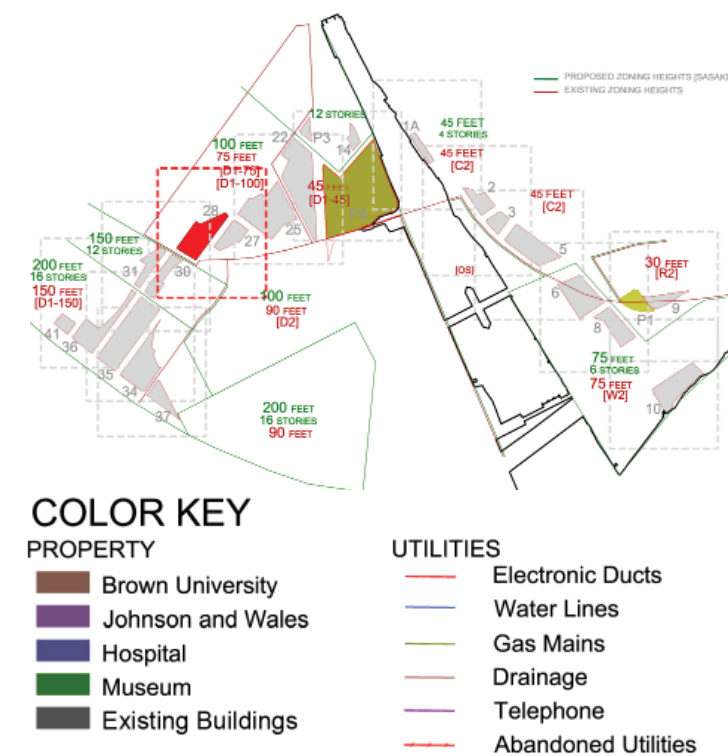 PROPOSED ZONING HEIGHTS [SASAKI
EXISTING ZONING HEIGHTS
12 STORIES
1A
45 FEET
4 STORIES
45 FEET
[C2]
22
P3
14
100 FEET
75 FEET
[D1-75]
[D1-100]
45 FEET
[D1-45]
28
27
25
2
3
5
45 FEET
[C2]
150 FEET
12 STORIES
31
30
200 FEET
16 STORIES
150 FEET
[D1-150]
[OS]
30 FEET
[R2]
6
8
P1
9
100 FEET
90 FEET
[D2]
41
36
35
34
37
75 FEET
6 STORIES
75 FEET
[W2]
10
200 FEET
16 STORIES
90 FEET
COLOR KEY
PROPERTY
Brown University
Johnson and Wales
Hospital
Museum
Existing Buildings
UTILITIES
Electronic Ducts
Water Lines
Gas Mains
Drainage
Telephone
Abandoned Utilities